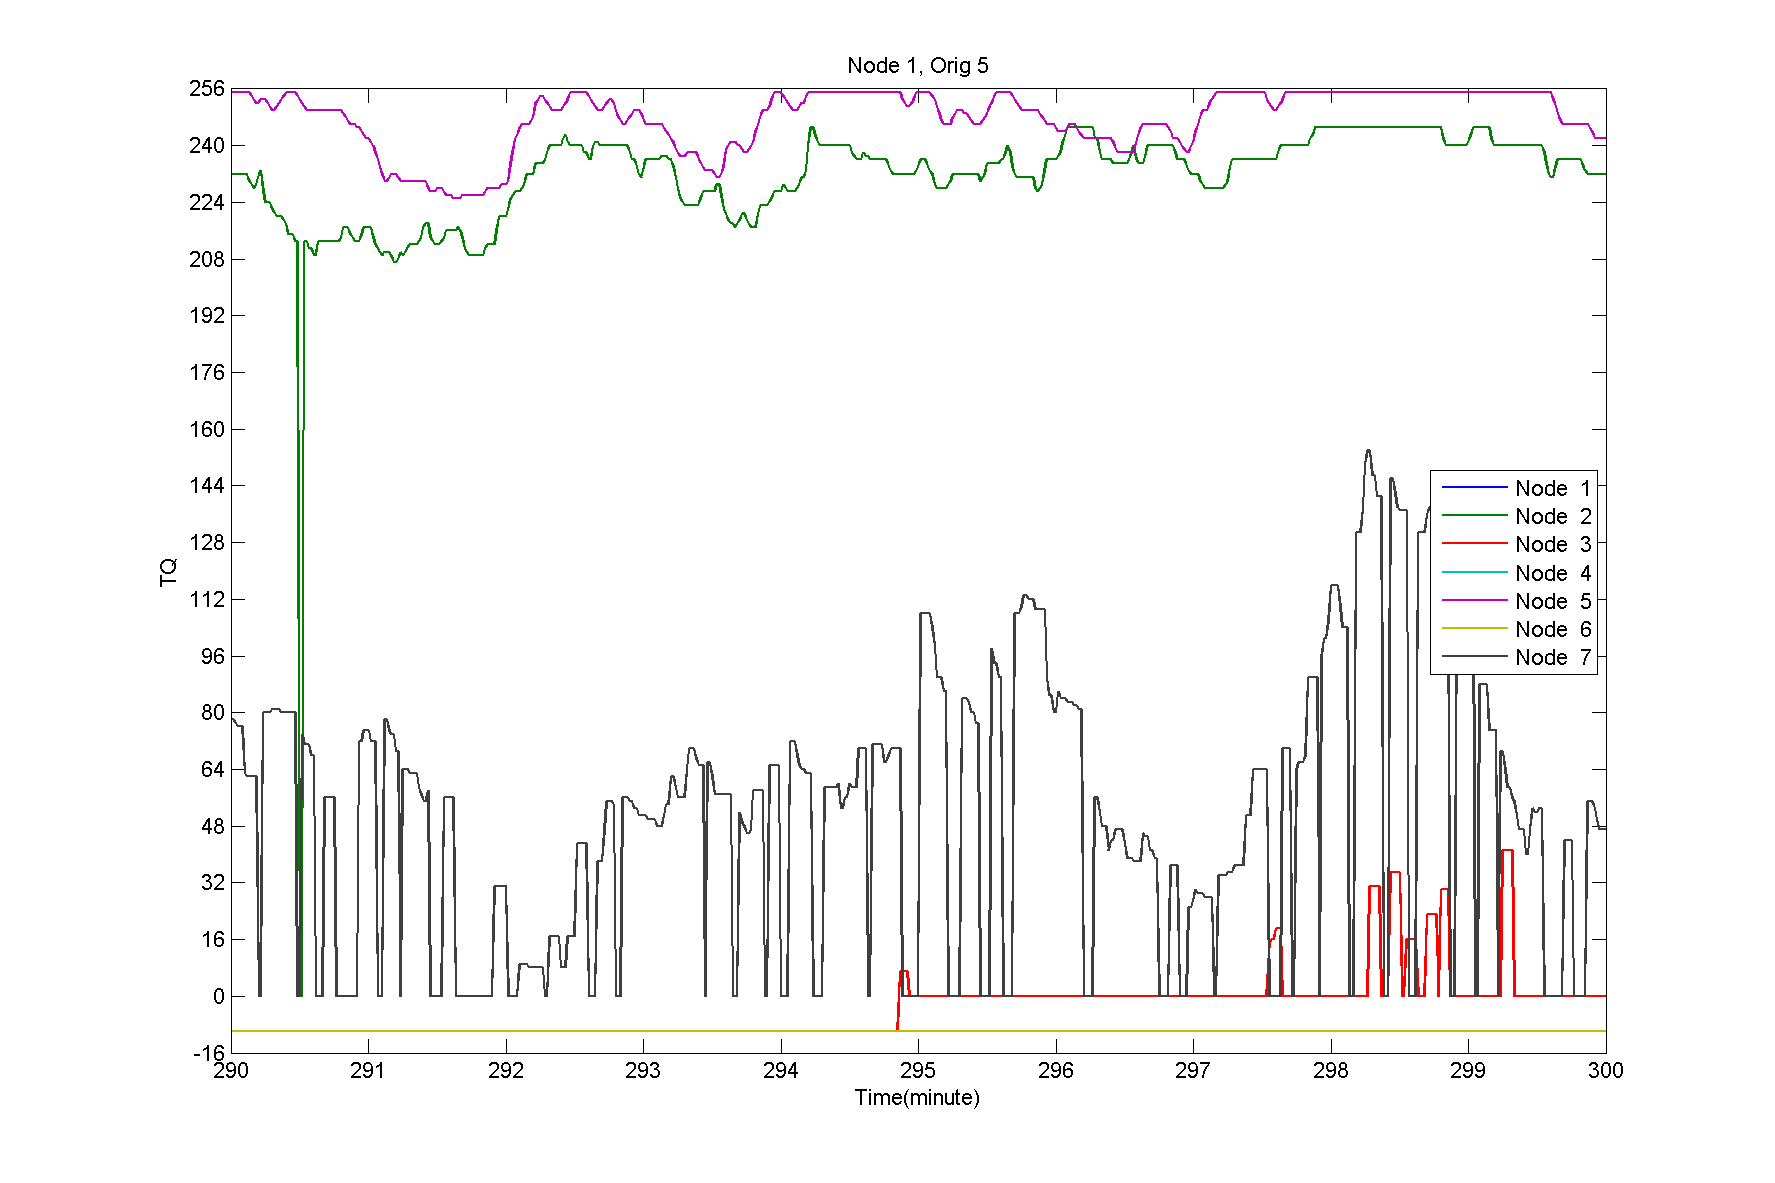 Node 1, Orig 5
256
240
224
208
192
176
160
144
128
112
96
80
64
48
32
16
0
-16
TQ
Node 1
Node 2
Node 3
Node 4
Node 5
Node 6
Node 7
290 291 292 293 294 295 296 297 298 299 300
Time(minute)